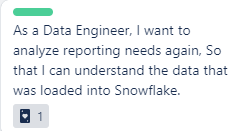 As a Data Engineer, I want to
analyze reporting needs again, So
that I can understand the data that
was loaded into Snowflake.
1